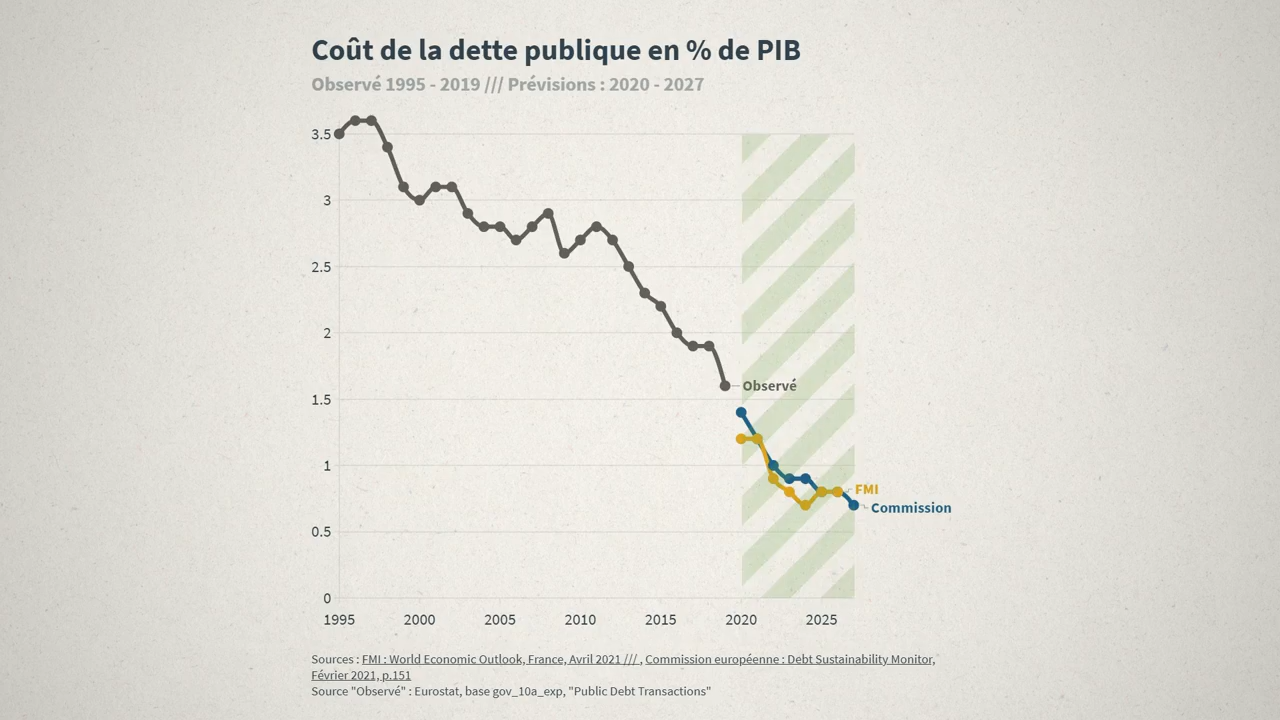 Coût de la dette publique en % de PIB
Observé 1995 - 2019 /// Prévisions : 2020 - 2027
3.5
3
2.5
2
1.5
1
0.5
0
Observé
FMI
Commission
1995 2000 2005 2010 2015 2020 2025
Sources : FMI : World Economic Outlook, France, Avril 2021 /// , Commission européenne : Debt Sustainability Monitor,
Février 2021, p.151
Source "Observé" : Eurostat, base gov_10a_exp, "Public Debt Transactions"